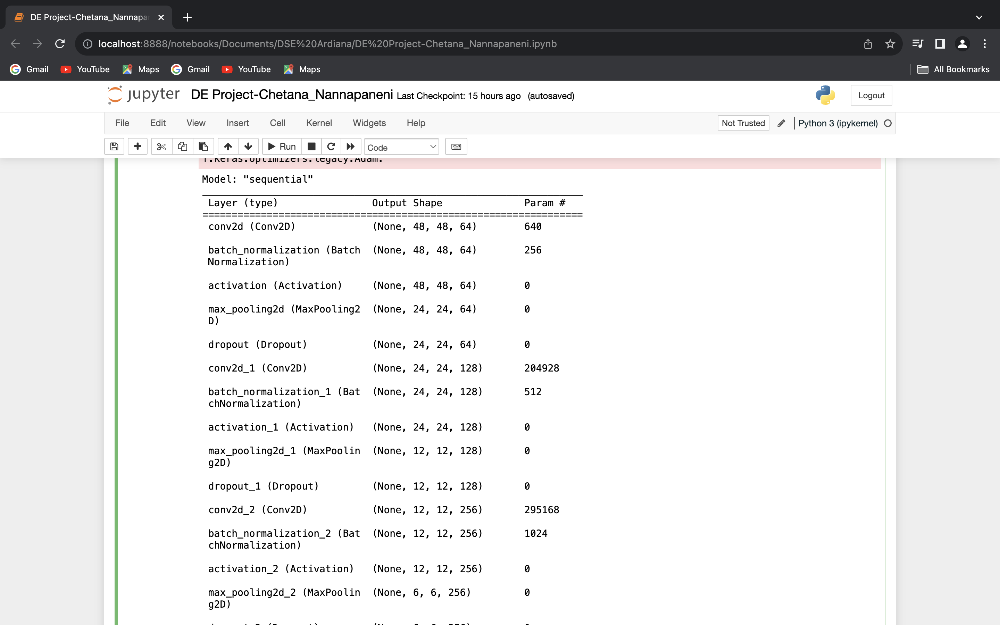 DE Project-Chetana_Nannapa
localhost:8888/notebooks/Documents/DSE%20Ardiana/DE%20Project-Chetana_Nannapaneni.ipynb
Gmail YouTube Maps Gmail YouTube Maps All Bookmarks
jupyter DE Project-Chetana_Nannapaneni Last Checkpoint: 15 hours ago (autosaved) Logout
File Edit View Insert Cell Kernel Widgets Help Not Trusted Python 3 (ipykernel)
Run Code
f.keras.optimizers.legacy.Adam.
Model: "sequential"
Layer (type) Output Shape Param #
=================================================================
conv2d (Conv2D) (None, 48, 48, 64) 640
batch_normalization (Batch (None, 48, 48, 64) 256
Normalization)
activation (Activation) (None, 48, 48, 64) 0
max_pooling2d (MaxPooling2 (None, 24, 24, 64) 0
D)
dropout (Dropout) (None, 24, 24, 64) 0
conv2d_1 (Conv2D) (None, 24, 24, 128) 204928
batch_normalization_1 (Bat (None, 24, 24, 128) 512
chNormalization)
activation_1 (Activation) (None, 24, 24, 128) 0
max_pooling2d_1 (MaxPoolin (None, 12, 12, 128) 0
g2D)
dropout_1 (Dropout) (None, 12, 12, 128) 0
conv2d_2 (Conv2D) (None, 12, 12, 256) 295168
batch_normalization_2 (Bat (None, 12, 12, 256) 1024
chNormalization)
activation_2 (Activation) (None, 12, 12, 256) 0
max_pooling2d_2 (MaxPoolin (None, 6, 6, 256) 0
g2D)